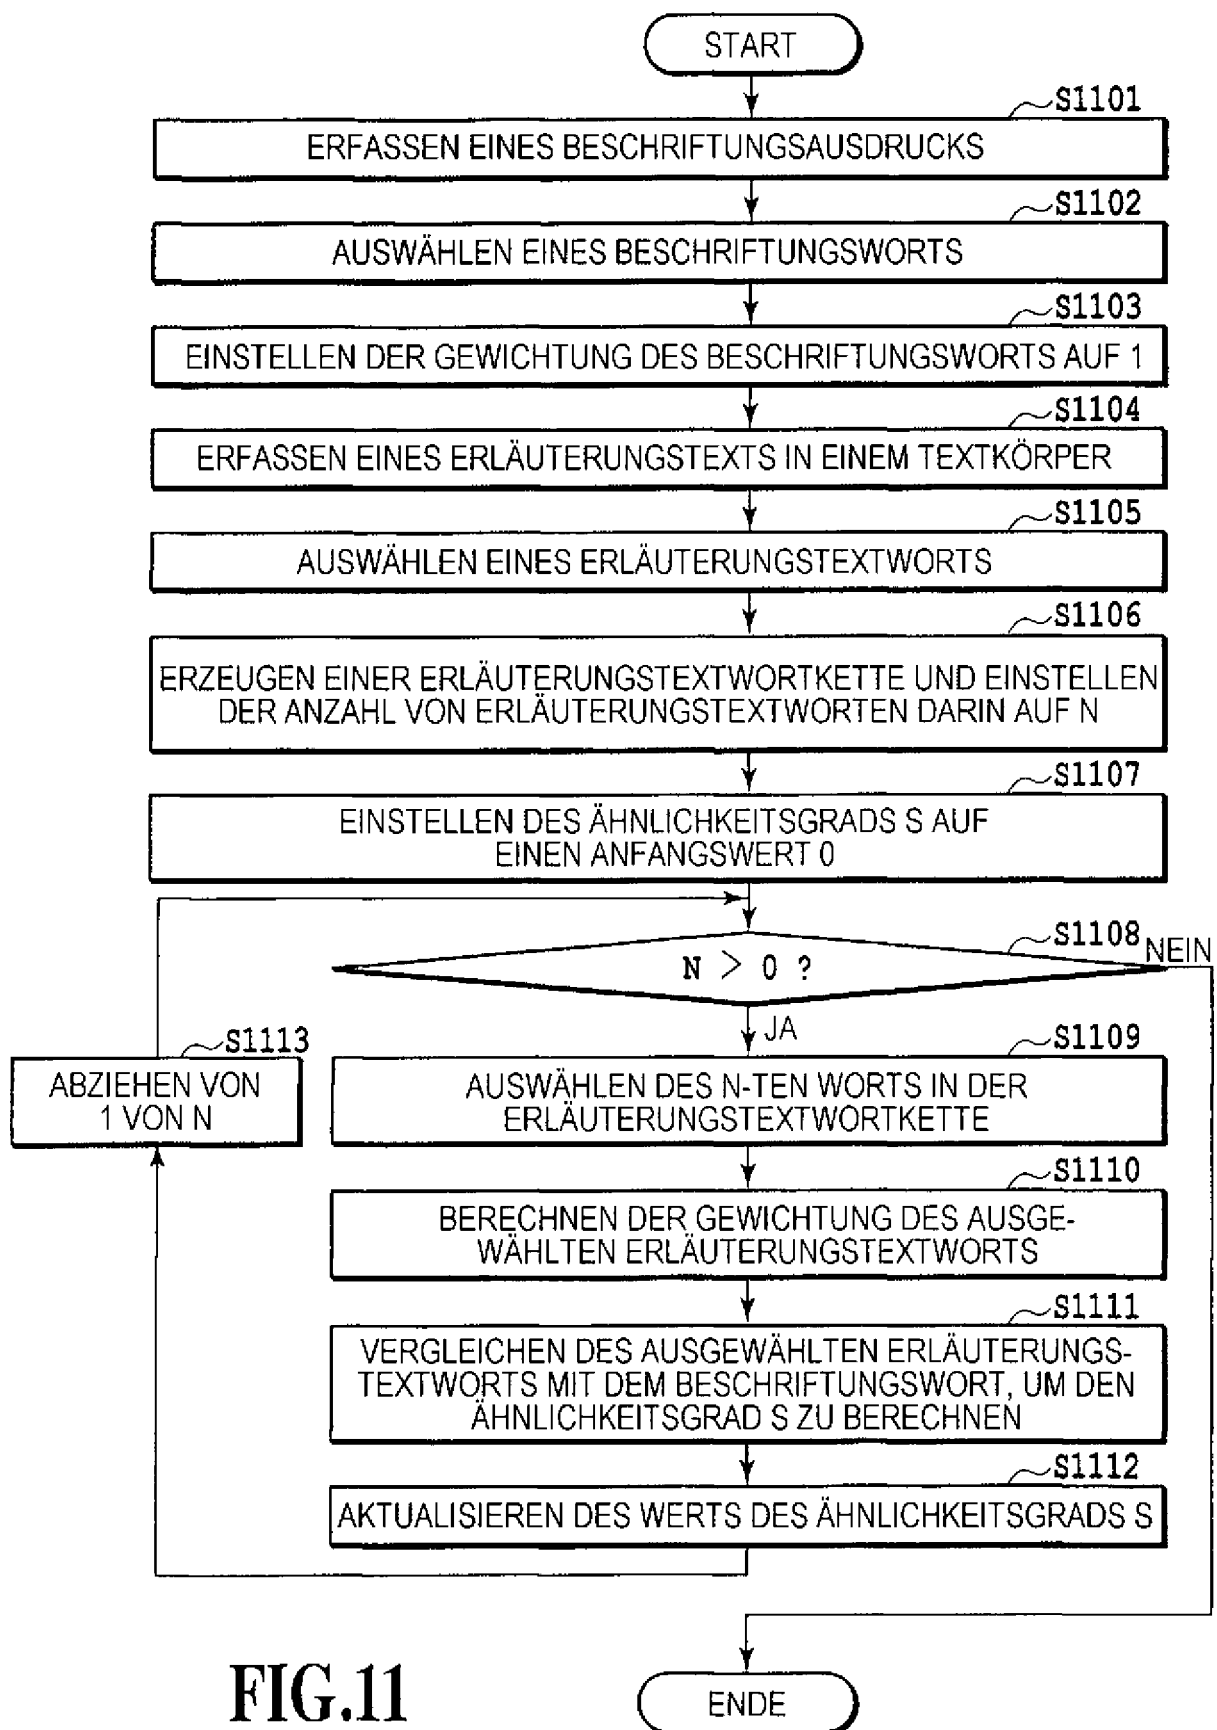 START
S1101
ERFASSEN EINES BESCHRIFTUNGSAUSDRUCKS
S1102
AUSWÄHLEN EINES BESCHRIFTUNGSWORTS
S1103
EINSTELLEN DER GEWICHTUNG DES BESCHRIFTUNGSWORTS AUF 1
S1104
ERFASSEN EINES ERLÄUTERUNGSTEXTS IN EINEM TEXTKÖRPER
S1105
AUSWÄHLEN EINES ERLÄUTERUNGSTEXTWORTS
S1106
ERZEUGEN EINER ERLÄUTERUNGSTEXTWORTKETTE UND EINSTELLEN
DER ANZAHL VON ERLÄUTERUNGSTEXTWORTEN DARIN AUF N
S1107
EINSTELLEN DES ÄHNLICHKEITSGRADS S AUF
EINEN ANFANGSWERT 0
S1108
NEIN
N > 0 ?
JA
S1113
ABZIEHEN VON
1 VON N
S1109
AUSWÄHLEN DES N-TEN WORTS IN DER
ERLÄUTERUNGSTEXTWORTKETTE
S1110
BERECHNEN DER GEWICHTUNG DES AUSGE-
WÄHLTEN ERLÄUTERUNGSTEXTWORTS
S1111
VERGLEICHEN DES AUSGEWÄHLTEN ERLÄUTERUNGS-
TEXTWORTS MIT DEM BESCHRIFTUNGSWORT, UM DEN
ÄHNLICHKEITSGRAD S ZU BERECHNEN
S1112
AKTUALISIEREN DES WERTS DES ÄHNLICHKEITSGRADS S
ENDE
FIG.11